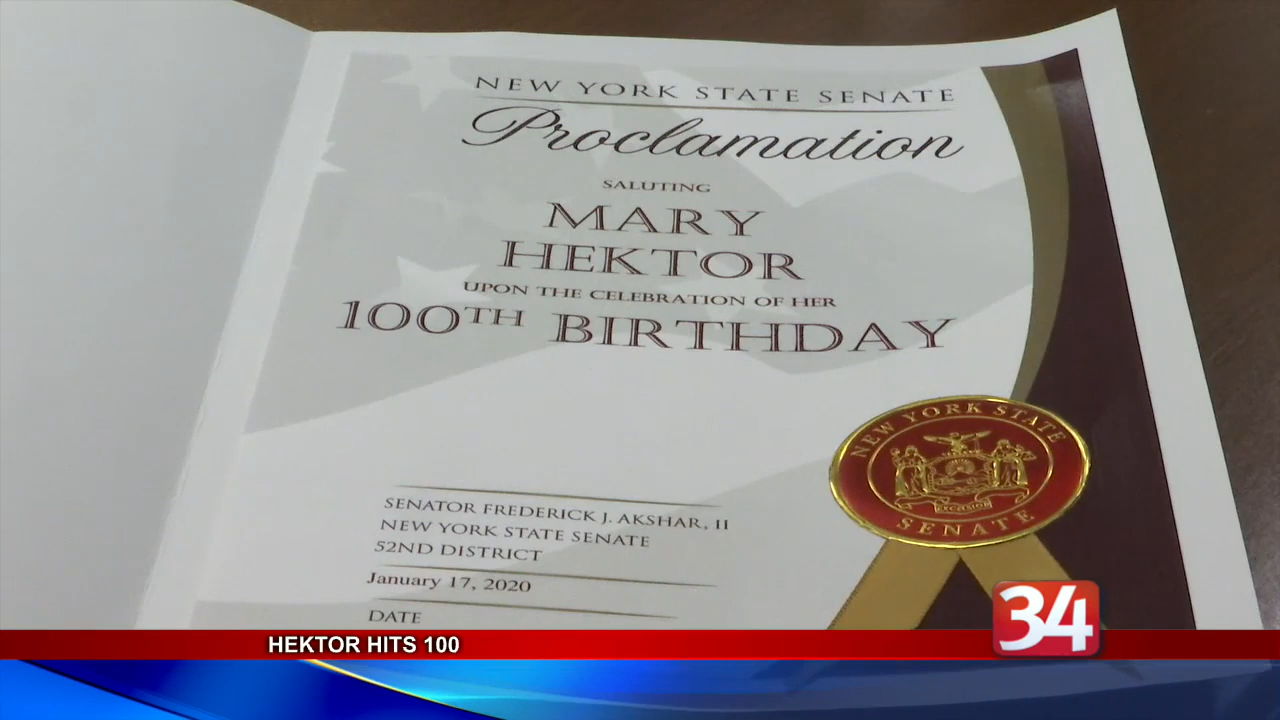 NEW YORK STATE SENATE
Proclamation
SALUTING
MARY
HEKTOR
UPON THE CELEBRATION OF HER
100TH BIRTHDAY
SENATOR FREDERICK J. AKSHAR, II
NEW YORK STATE SENATE
52ND DISTRICT
January 17, 2020
DATE
NEW YORK STATE
EXCELSIOR
SENATE
34
HEKTOR HITS 100